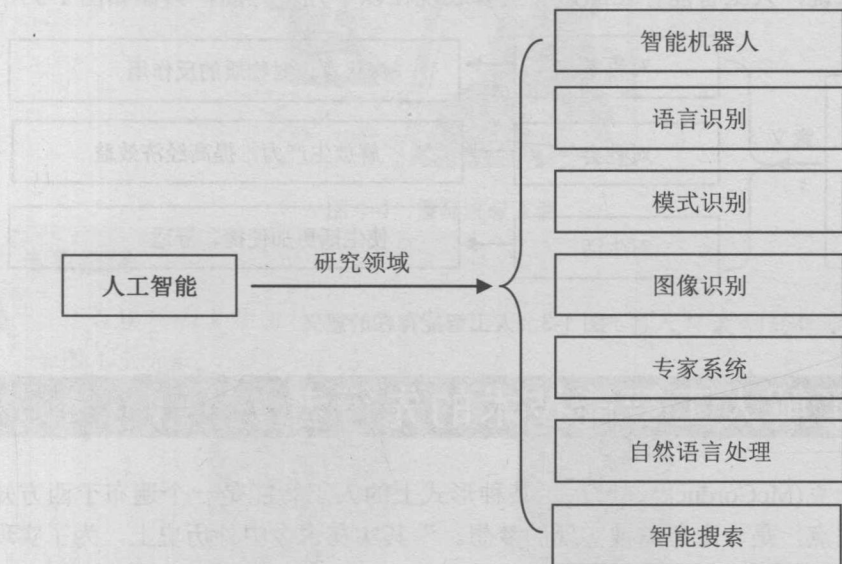 智能机器人
语言识别
模式识别
人工智能
研究领域
图像识别
专家系统
自然语言处理
智能搜索